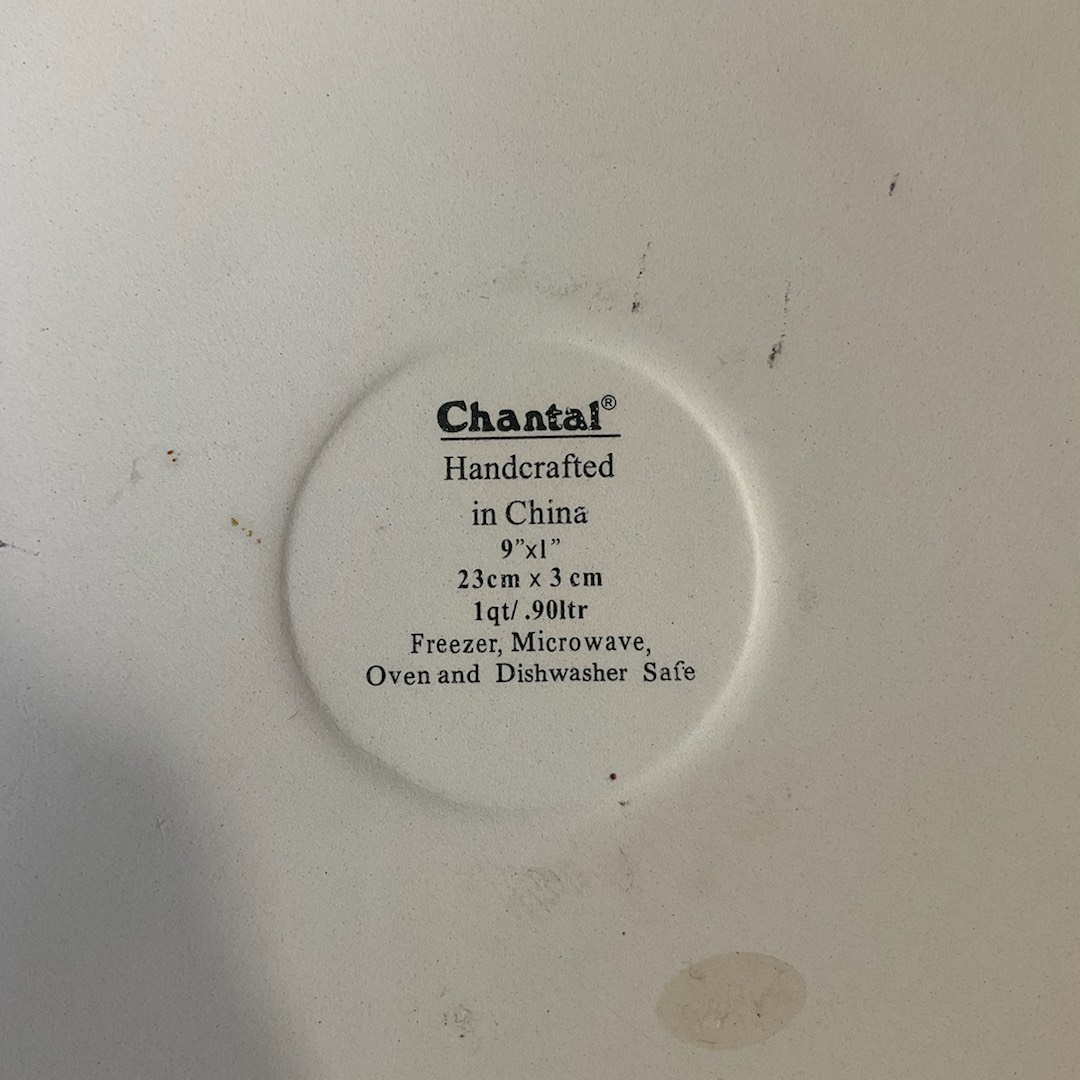 Chantal®
Handcrafted
in China
9”x1”
23cm x 3 cm
1qt/ .90ltr
Freezer, Microwave,
Oven and Dishwasher Safe